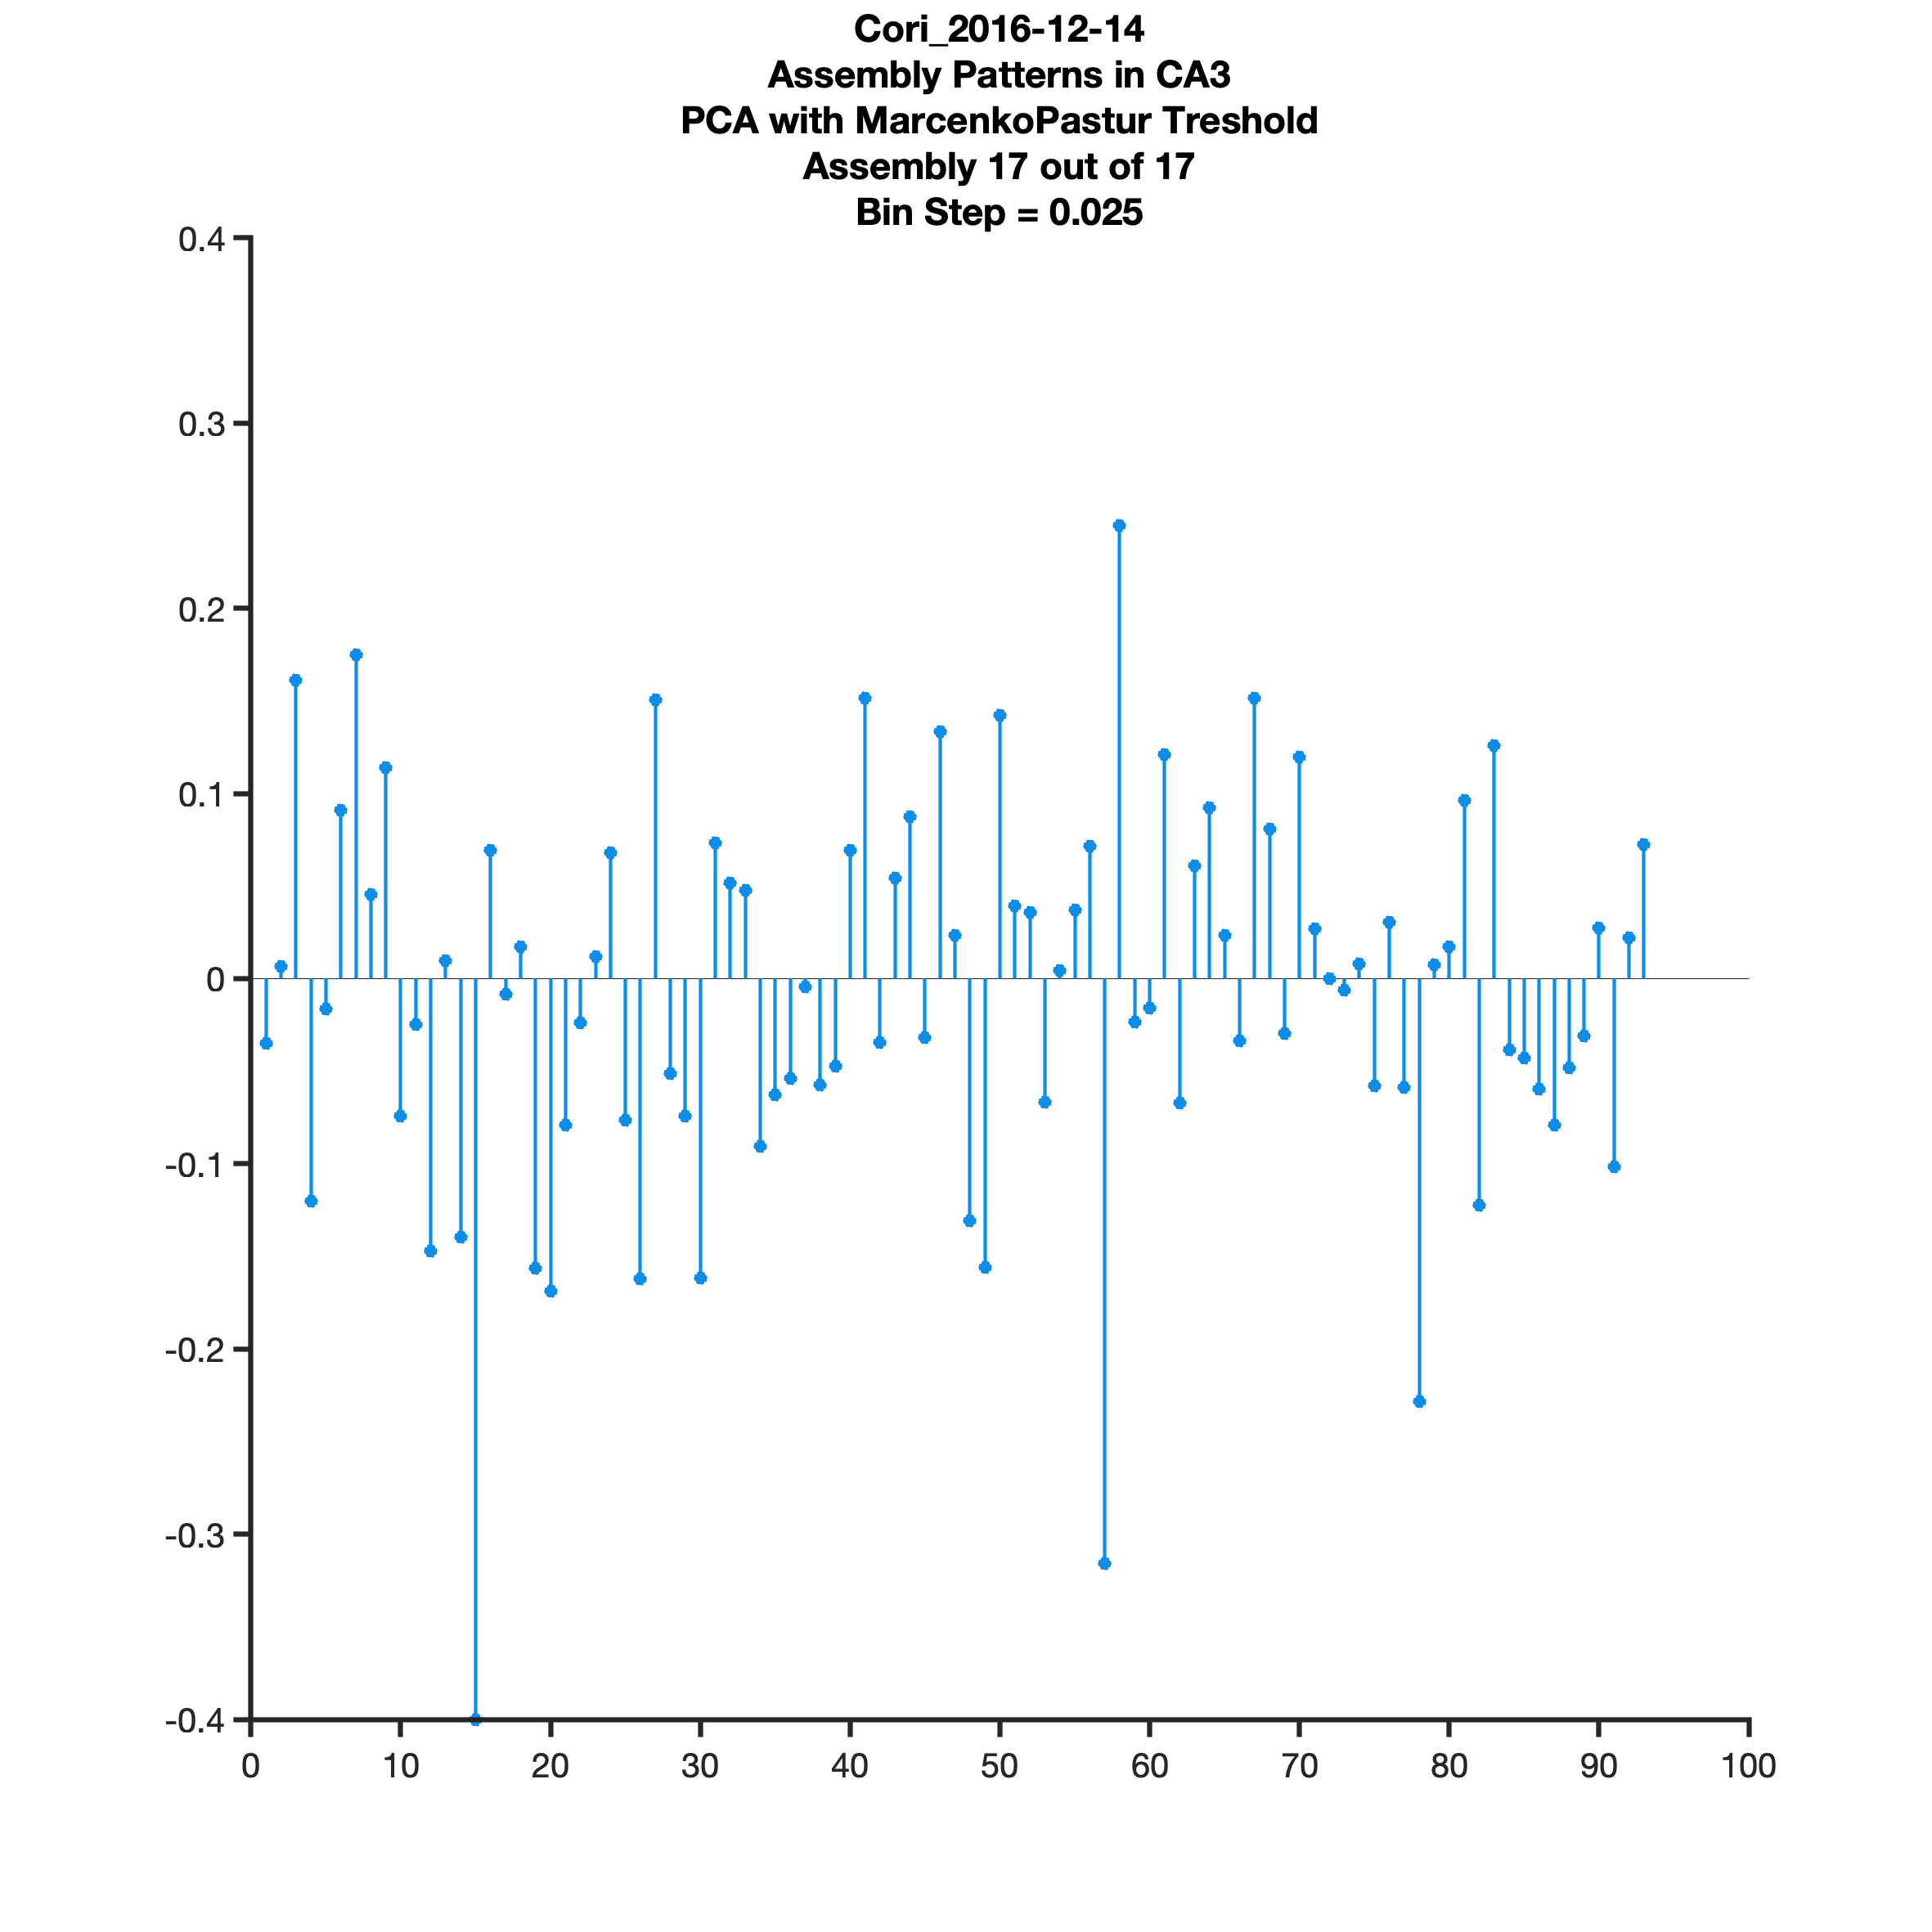 Cori_2016-12-14
Assembly Patterns in CA3
PCA with MarcenkoPastur Treshold
Assembly 17 out of 17
Bin Step = 0.025
0.4
0.3
0.2
0.1
0
-0.1
-0.2
-0.3
-0.4
0 10 20 30 40 50 60 70 80 90 100